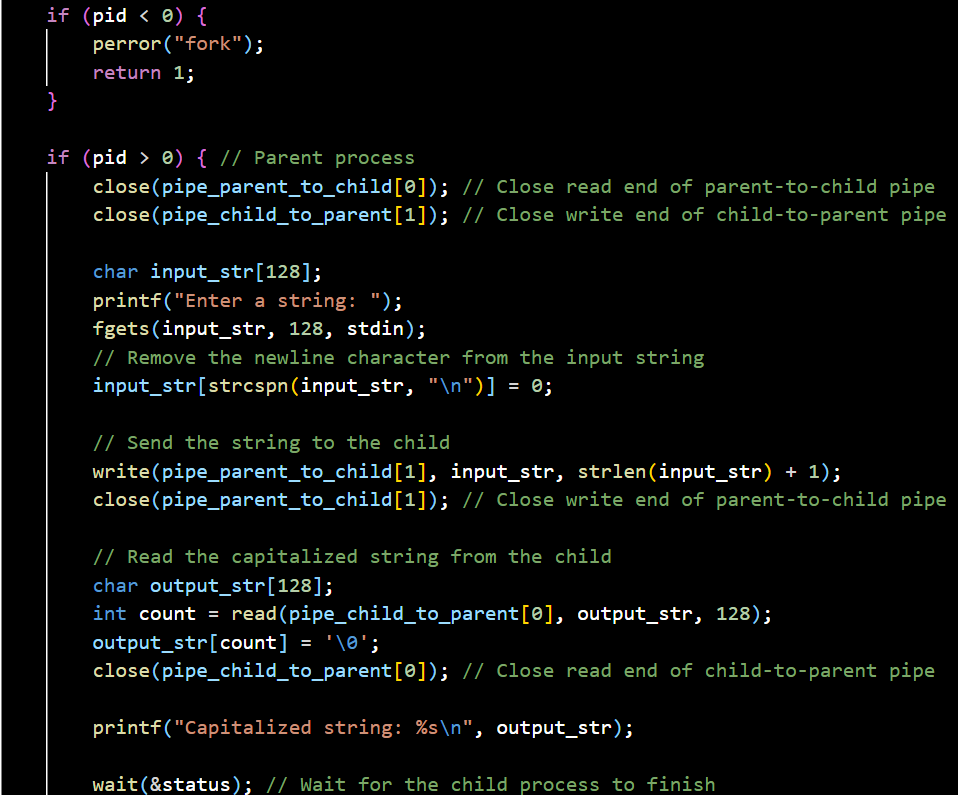 if (pid < 0) {
    perror("fork");
    return 1;
}
if (pid > 0) { // Parent process
    close(pipe_parent_to_child[0]); // Close read end of parent-to-child pipe
    close(pipe_child_to_parent[1]); // Close write end of child-to-parent pipe
    char input_str[128];
    printf("Enter a string: ");
    fgets(input_str, 128, stdin);
    // Remove the newline character from the input string
    input_str[strcspn(input_str, "\n")] = 0;
    // Send the string to the child
    write(pipe_parent_to_child[1], input_str, strlen(input_str) + 1);
    close(pipe_parent_to_child[1]); // Close write end of parent-to-child pipe
    // Read the capitalized string from the child
    char output_str[128];
    int count = read(pipe_child_to_parent[0], output_str, 128);
    output_str[count] = '\0';
    close(pipe_child_to_parent[0]); // Close read end of child-to-parent pipe
    printf("Capitalized string: %s\n", output_str);
    wait(&status); // Wait for the child process to finish